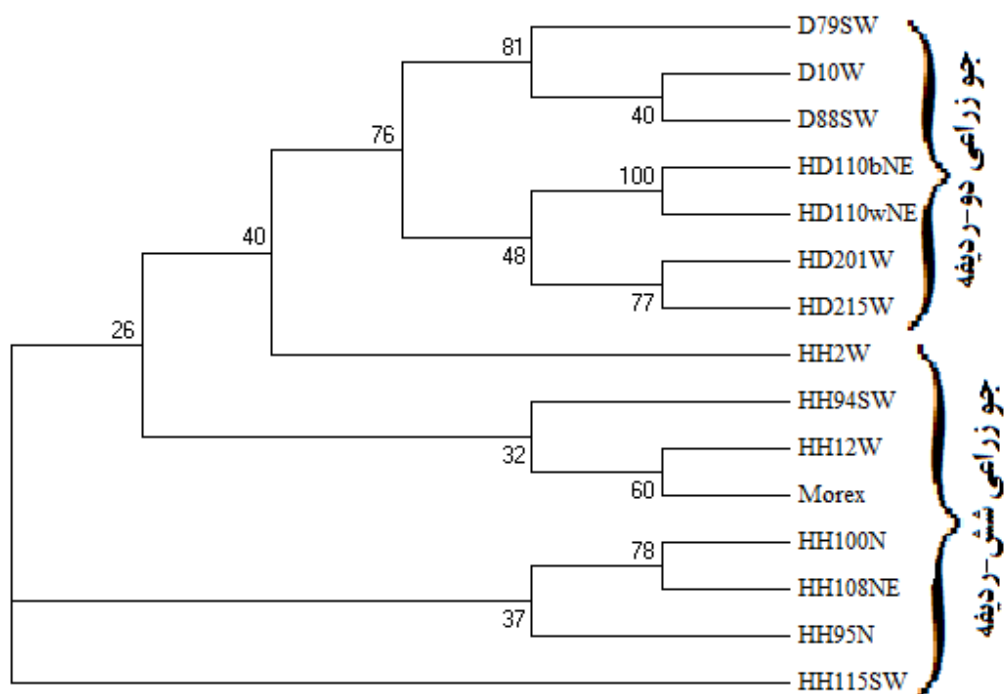 D79SW
81
D10W
40
D88SW
76
HD110bNE
100
HD110wNE
48
HD201W
77
HD215W
40
26
HH2W
HH94SW
32
HH12W
60
Morex
HH100N
78
HH108NE
37
HH95N
HH115SW
جو زراعی دو-ردیفه
جو زراعی شش-ردیفه